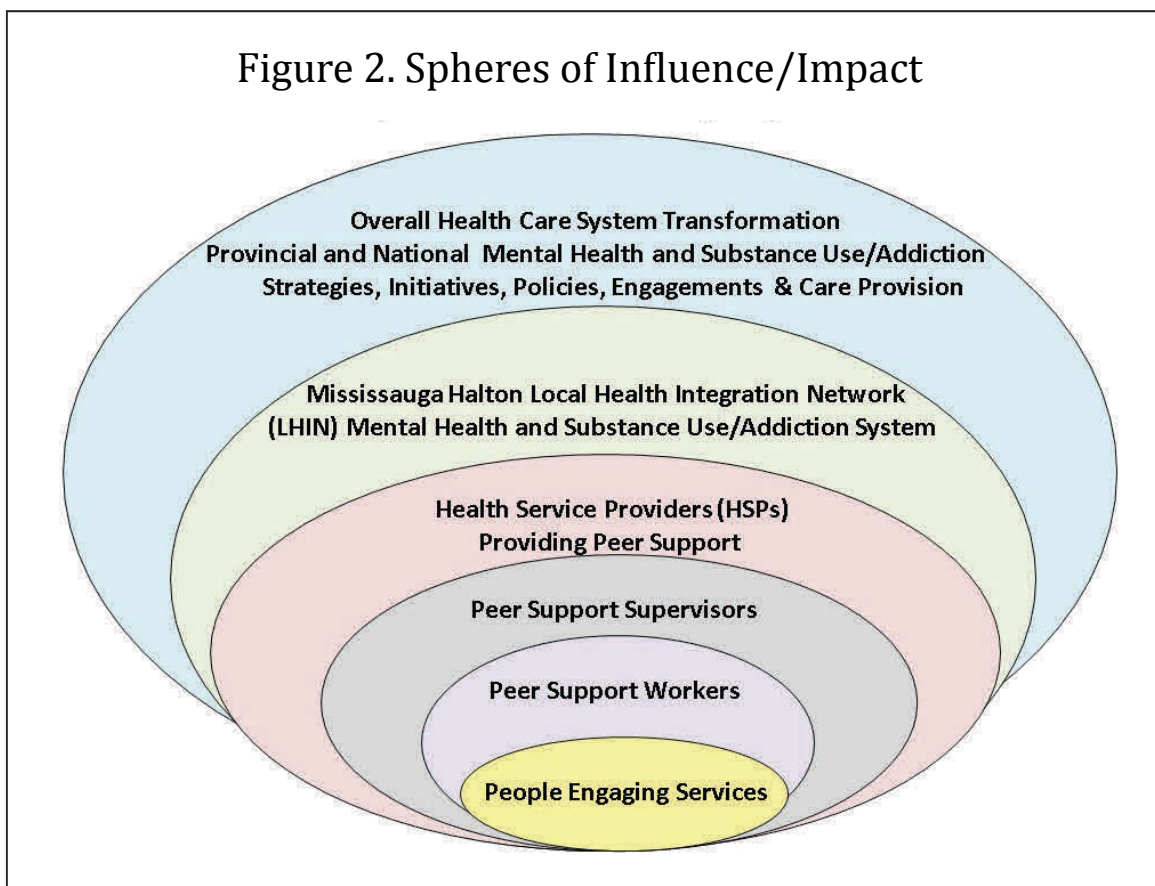 Figure 2. Spheres of Influence/Impact
Overall Health Care System Transformation
Provincial and National Mental Health and Substance Use/Addiction
Strategies, Initiatives, Policies, Engagements & Care Provision
Mississauga Halton Local Health Integration Network
(LHIN) Mental Health and Substance Use/Addiction System
Health Service Providers (HSPs)
Providing Peer Support
Peer Support Supervisors
Peer Support Workers
People Engaging Services